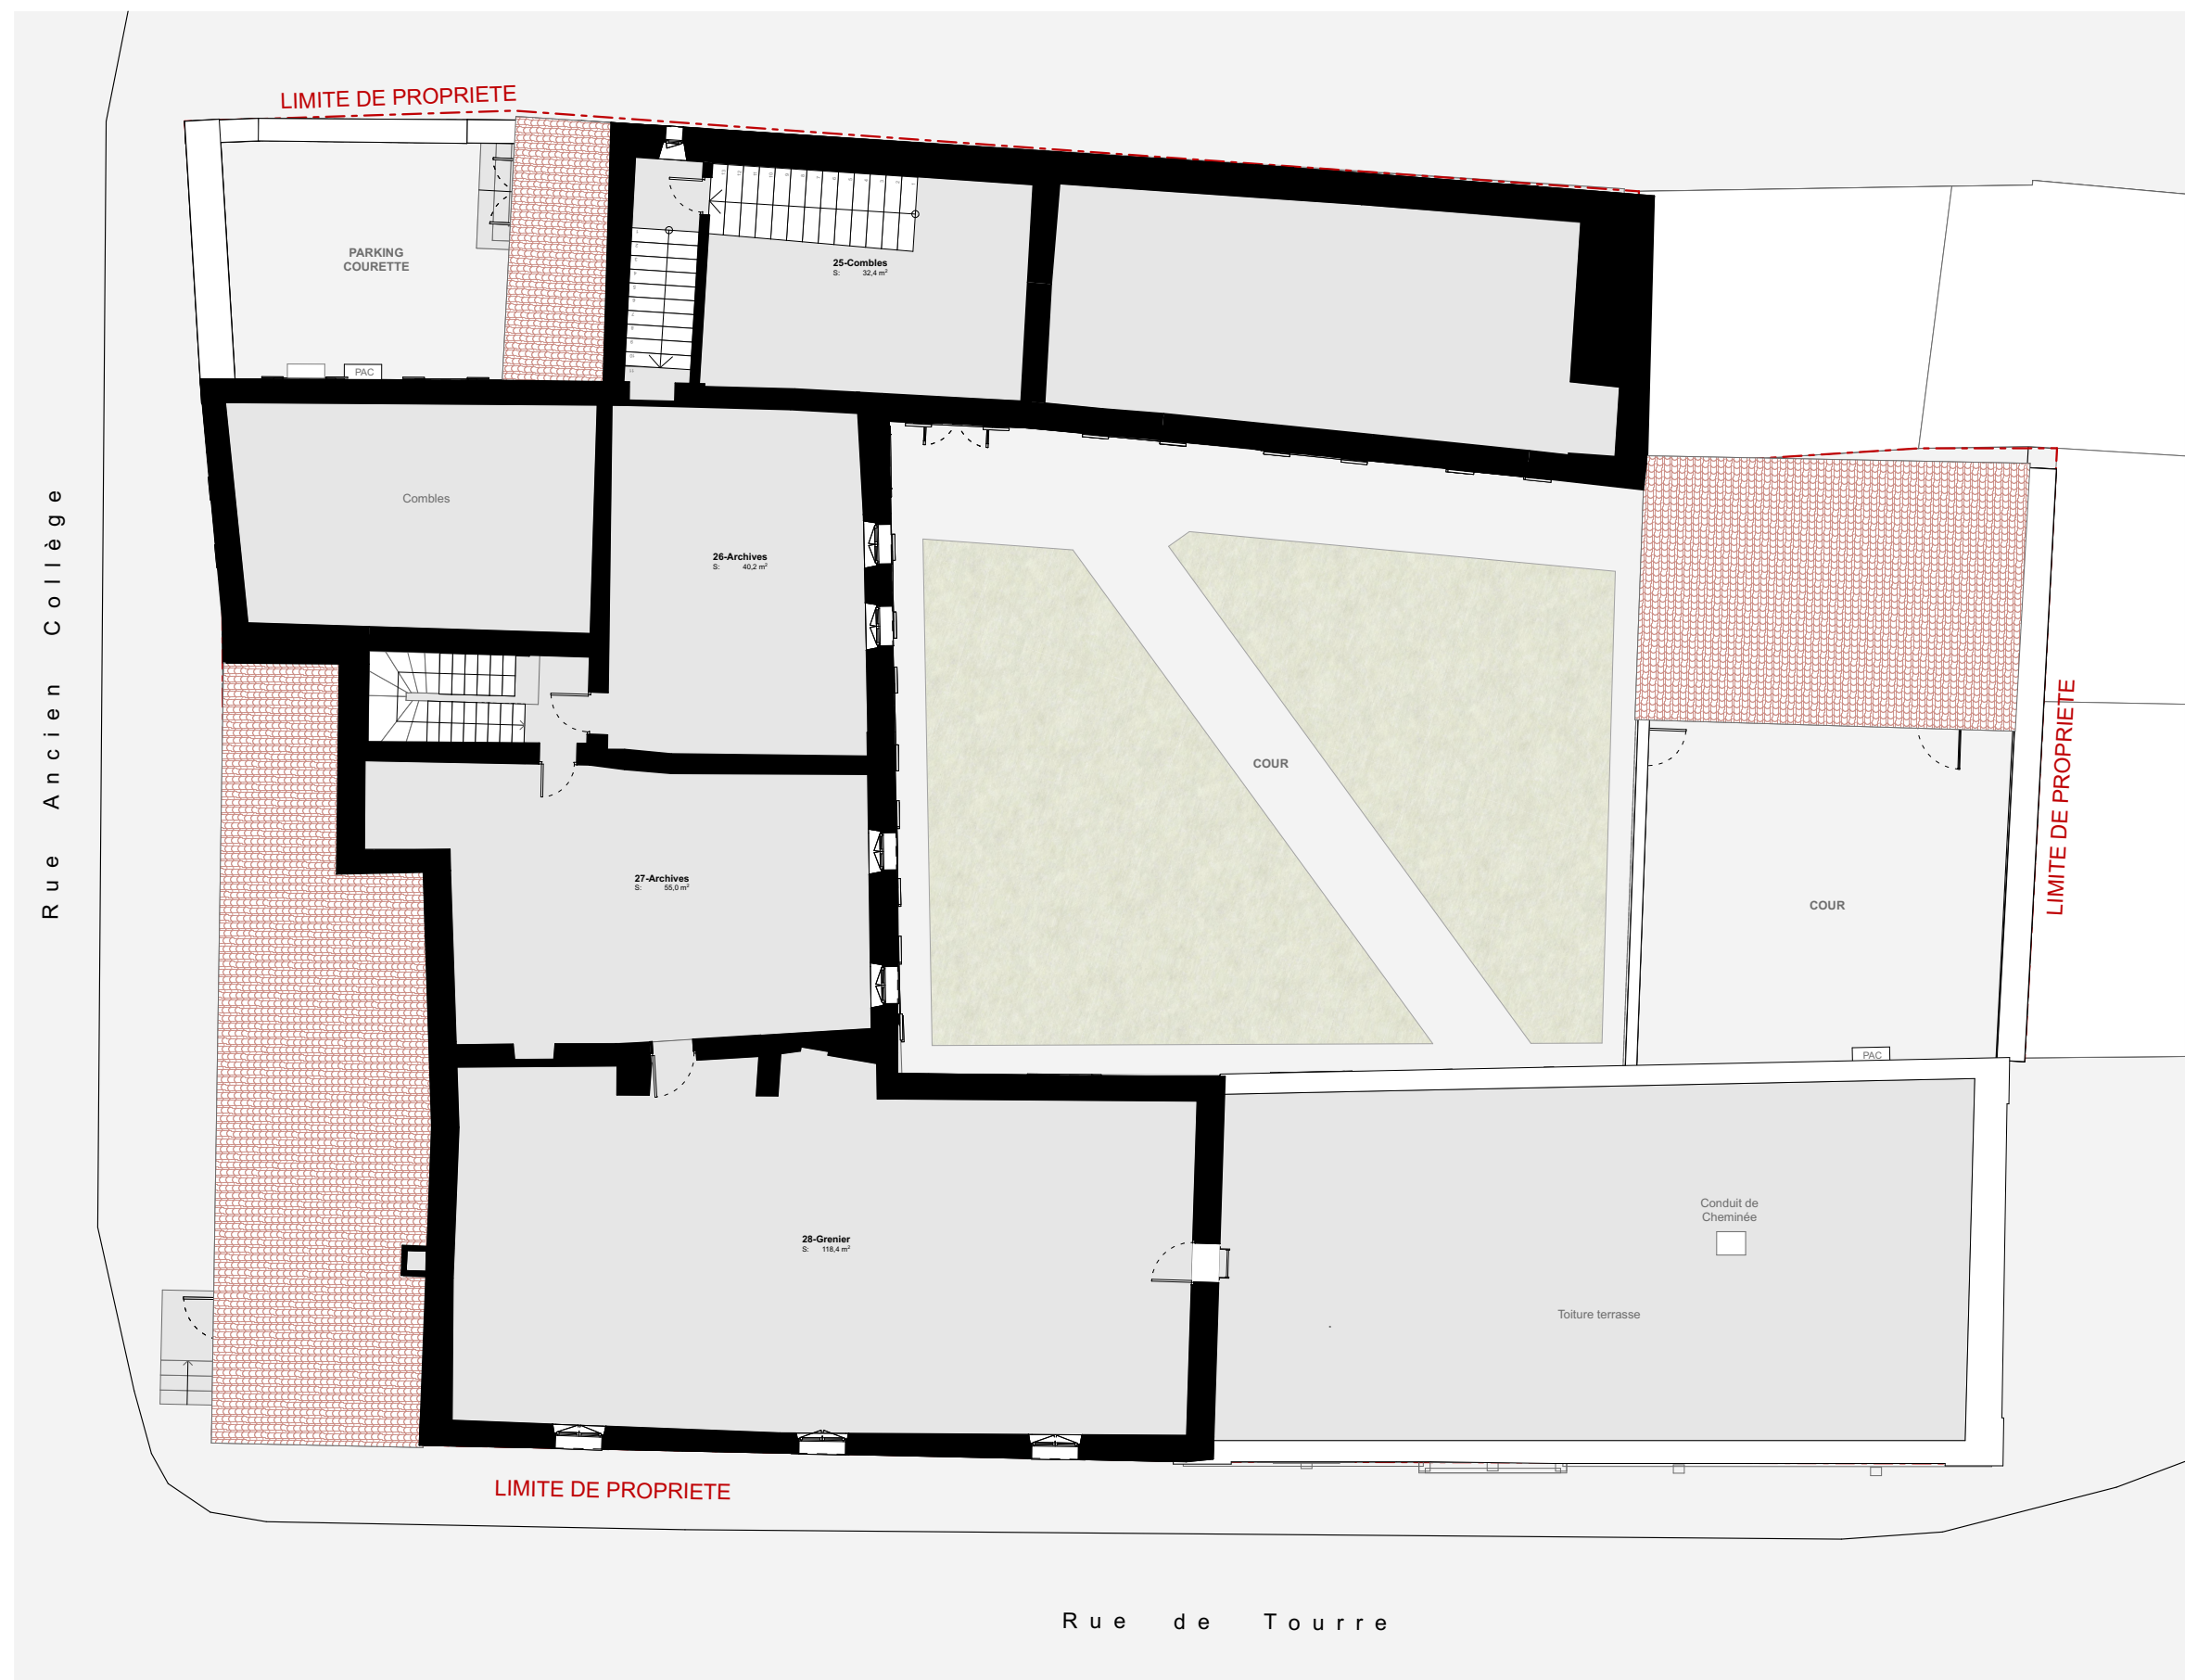 LIMITE DE PROPRIETE
PARKING
COURETTE
PAC
25-Combles
S: 32,4 m²
Combles
26-Archives
S: 40,2 m²
Rue Ancien Collège
COUR
LIMITE DE PROPRIETE
27-Archives
S: 55,0 m²
COUR
PAC
Conduit de
Cheminée
28-Grenier
S: 118,4 m²
Toiture terrasse
LIMITE DE PROPRIETE
Rue de Tourre